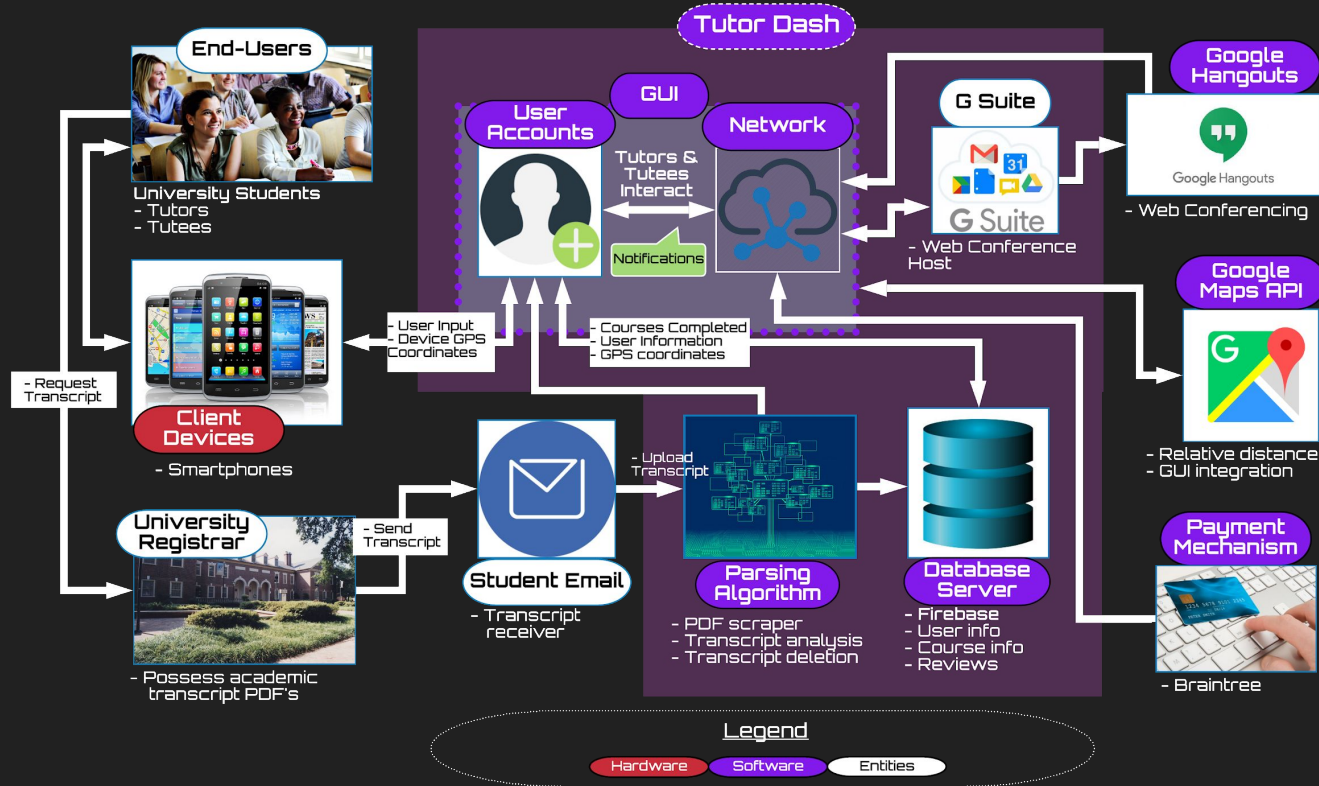 Tutor Dash
End-Users
University Students
- Tutors
- Tutees
Client
Devices
- Smartphones
- Request
Transcript
University
Registrar
- Possess academic
transcript PDF's
- Send
Transcript
Student Email
- Transcript
receiver
- Upload
Transcript
GUI
User
Accounts
Network
Tutors &
Tutees
Interact
Notifications
- User Input
- Device GPS
Coordinates
- Courses Completed
- User Information
- GPS coordinates
Parsing
Algorithm
- PDF scraper
- Transcript analysis
- Transcript deletion
Database
Server
- Firebase
- User info
- Course info
- Reviews
G Suite
31
G Suite
- Web Conference
Host
Google
Hangouts
Google Hangouts
- Web Conferencing
Google
Maps API
G
- Relative distance
- GUI integration
Payment
Mechanism
- Braintree
Legend
Hardware
Software
Entities